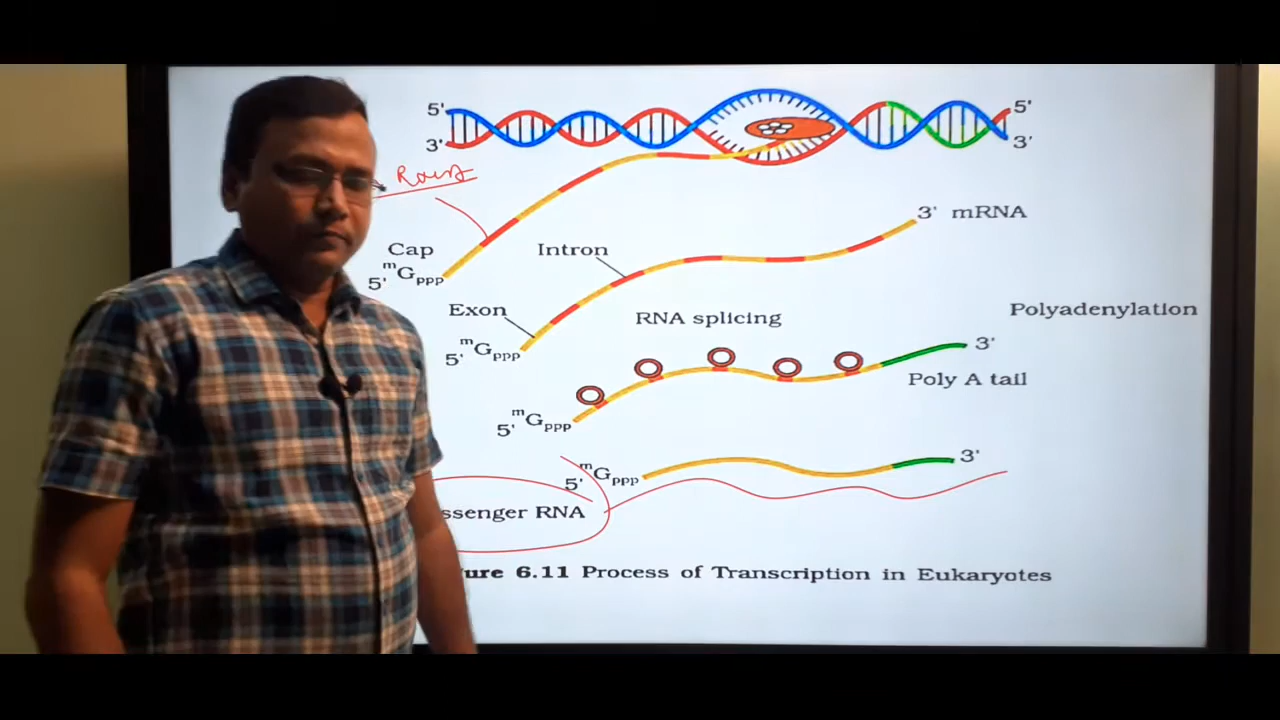 5' 5'
3' 3'
3' mRNA
Cap
5' mGppp
Intron
Exon
5' mGppp
RNA splicing
Polyadenylation
3'
Poly A tail
5' mGppp
3'
5' mGppp
ssenger RNA
ure 6.11 Process of Transcription in Eukaryotes